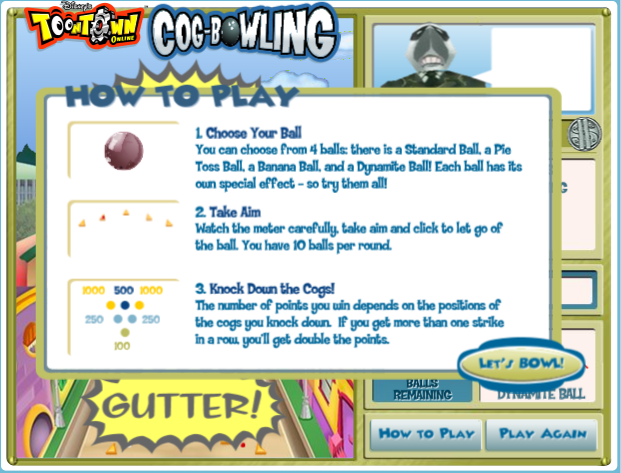 Disney's
TOONTOWN
ONLINE
COG-BOWLING
HOW TO PLAY
1. Choose Your Ball
You can choose from 4 balls: there is a Standard Ball, a Pie
Toss Ball, a Banana Ball, and a Dynamite Ball! Each ball has its
own special effect - so try them all!
2. Take Aim
Watch the meter carefully, take aim and click to let go of
the ball. You have 10 balls per round.
1000 500 1000
250 250
100
3. Knock Down the Cogs!
The number of points you win depends on the positions of
the cogs you knock down. If you get more than one strike
in a row, you'll get double the points.
LET'S BOWL!
GUTTER!
BALLS
REMAINING
DYNAMITE BALL
HOW TO PLAY
PLAY AGAIN